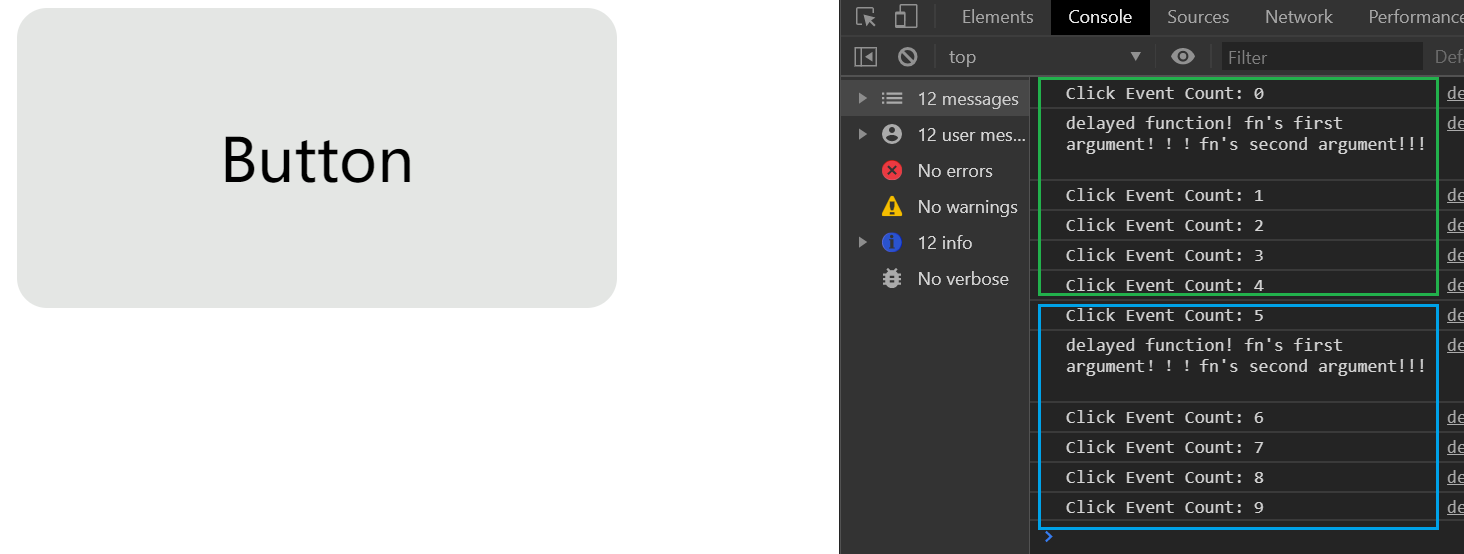 Button
Elements
Console
Sources
Network
Performance
top
Filter
Defa
12 messages
12 user mes...
No errors
No warnings
12 info
No verbose
Click Event Count: 0
de
delayed function! fn's first
de
argument!！！fn's second argument!!!
Click Event Count: 1
de
Click Event Count: 2
de
Click Event Count: 3
de
Click Event Count: 4
de
Click Event Count: 5
de
delayed function! fn's first
de
argument!！！fn's second argument!!!
Click Event Count: 6
de
Click Event Count: 7
de
Click Event Count: 8
de
Click Event Count: 9
de